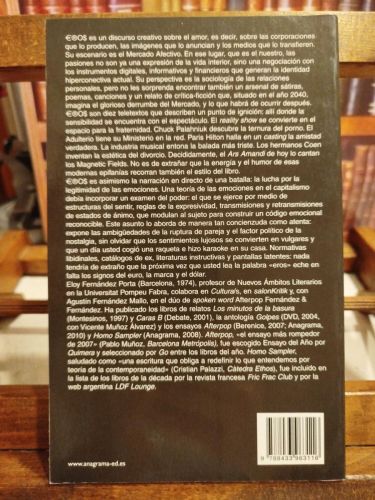 €®OS es un discurso creativo sobre el amor, es decir, sobre las corporaciones
que lo producen, las imágenes que lo anuncian y los medios que lo transfieren.
Su escenario es el Mercado Afectivo. En ese lugar, que es el nuestro, las
pasiones no son ya una expresión de la vida interior, sino una negociación
con los instrumentos digitales, informativos y financieros que generan la identidad
hiperconectiva actual. Su perspectiva es la sociología de las relaciones
personales, pero no les sorprenda encontrar también un arsenal de sátiras,
poemas, canciones y un relato de crítica-ficción que, situado en el año 2040,
imagina el glorioso derrumbe del Mercado, y lo que habrá de ocurrir después.
€®OS son diez teletextos que describen un punto de ignición: allí donde la
sensibilidad se encuentra con el espectáculo. El reality show se convierte en el
espacio para la fraternidad. Chuck Palahniuk descubre la ternura del porno. El
Adulterio tiene su Ministerio en la red. Paris Hilton halla en un casting la amistad
verdadera. La industria musical entona la balada más triste. Los hermanos Coen
inventan la estética del divorcio. Decididamente, el Ars Amandi de hoy lo cantan
los Magnetic Fields. No es de extrañar que la energía y el humor de esas
modernas epifanías recorran también el estilo del libro.
€®OS es asimismo la narración en directo de una batalla: la lucha por la
legitimidad de las emociones. Una teoría de las emociones en el capitalismo
debía incorporar un examen del poder: el que se ejerce por medio de
estructuras del sentir, reglas de la expresividad, transmisiones y retransmisiones
de estados de ánimo, que modulan al sujeto para construir un código emocional
reconocible. Este asunto lo aborda de manera tan concienzuda como atenta:
expone las ambigüedades de la ruptura de pareja y el factor político de la
nostalgia, sin olvidar que los sentimientos lujosos se convierten en vulgares y
que un día usted cogió una raqueta e hizo karaoke en su casa. Normativas
libidinales, catálogos de ex, literaturas instructivas y pantallas latentes: nada
tendría de extraño que la próxima vez que usted lea la palabra «eros» eche en
falta los signos del euro, la marca y el dólar.
Eloy Fernández Porta (Barcelona, 1974), profesor de Nuevos Ámbitos Literarios
en la Universitat Pompeu Fabra, colabora en Cultura/s, en salonKritik, y, con
Agustín Fernández Mallo, en el dúo de spoken word Afterpop Fernández &
Fernández. Ha publicado los libros de relatos Los minutos de la basura
(Montesinos, 1997) y Caras B (Debate, 2001), la antología Golpes (DVD, 2004,
con Vicente Muñoz Álvarez) y los ensayos Afterpop (Berenice, 2007; Anagrama,
2010) y Homo Sampler (Anagrama, 2008). Afterpop, «el ensayo más rompedor
de 2007» (Pablo Muñoz, Barcelona Metròpolis), fue escogido Ensayo del Año por
Quimera y seleccionado por Go entre los libros del año. Homo Sampler,
saludado como «una escritura que obliga a redefinir lo que entendemos por
teoría de la contemporaneidad» (Cristian Palazzi, Càtedra Ethos), fue incluido
en la lista de los libros de la década por la revista francesa Fric Frac Club y por la
web argentina LDF Lounge.
www.anagrama-ed.es
9 788433 963116